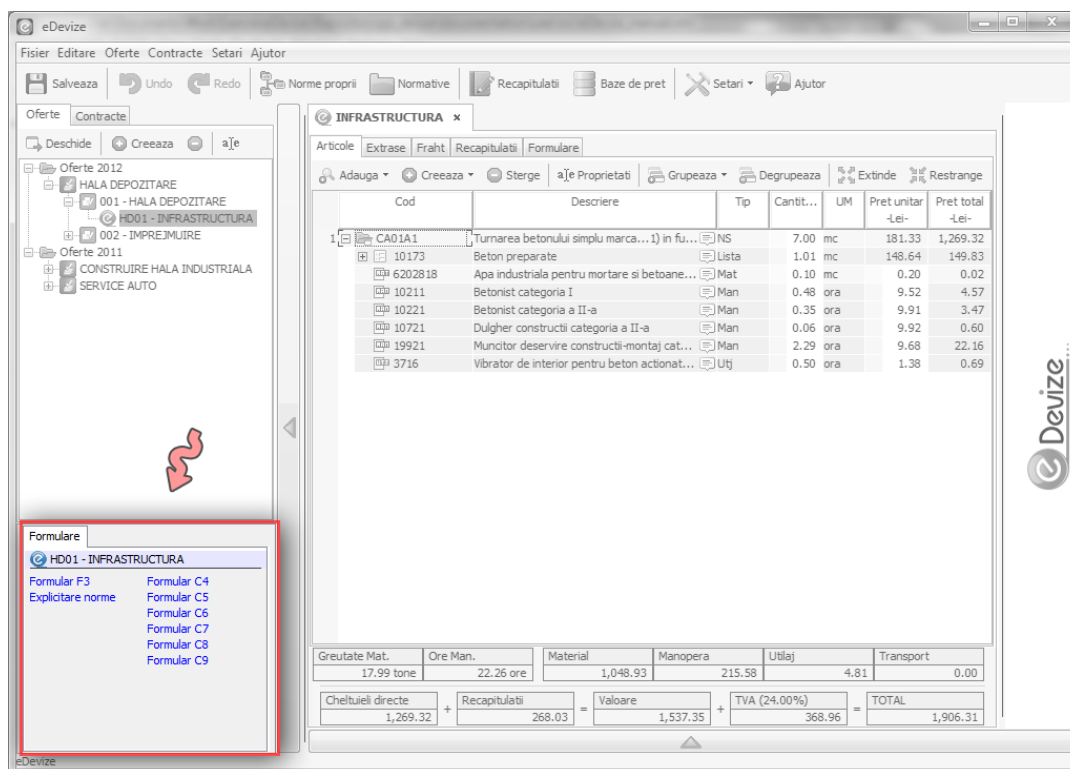 eDevize
Fisier Editare Oferte Contracte Setari Ajutor
Salveaza Undo Redo Norme proprii Normative Recapitulatii Baze de pret Setari Ajutor
Oferte Contracte
Deschide Creeaza a|e
Oferte 2012
HALA DEPOZITARE
001 - HALA DEPOZITARE
HD01 - INFRASTRUCTURA
002 - IMPREJMUIRE
Oferte 2011
CONSTRUIRE HALA INDUSTRIALA
SERVICE AUTO
INFRASTRUCTURA x
Articole Extrase Fraht Recapitulatii Formulare
Adauga Creeaza Sterge a|e Proprietati Grupeaza Degrupeaza Extinde Restrange
Cod Descriere Tip Cantit... UM Pret unitar -Lei- Pret total -Lei-
1 CA01A1 Turnarea betonului simplu marca...1) in fu... NS 7.00 mc 181.33 1,269.32
10173 Beton preparate Lista 1.01 mc 148.64 149.83
6202818 Apa industriala pentru mortare si betoane... Mat 0.10 mc 0.20 0.02
10211 Betonist categoria I Man 0.48 ora 9.52 4.57
10221 Betonist categoria a II-a Man 0.35 ora 9.91 3.47
10721 Dulgher constructii categoria a II-a Man 0.06 ora 9.92 0.60
19921 Muncitor deservire constructii-montaj cat... Man 2.29 ora 9.68 22.16
3716 Vibrator de interior pentru beton actionat... Utj 0.50 ora 1.38 0.69
eDevize...
Formulare
HD01 - INFRASTRUCTURA
Formular F3 Formular C4
Explicitare norme Formular C5
Formular C6
Formular C7
Formular C8
Formular C9
Greutate Mat. Ore Man. Material Manopera Utilaj Transport
17.99 tone 22.26 ore 1,048.93 215.58 4.81 0.00
Cheltuieli directe + Recapitulatii = Valoare + TVA (24.00%) = TOTAL
1,269.32 268.03 1,537.35 368.96 1,906.31
eDevize